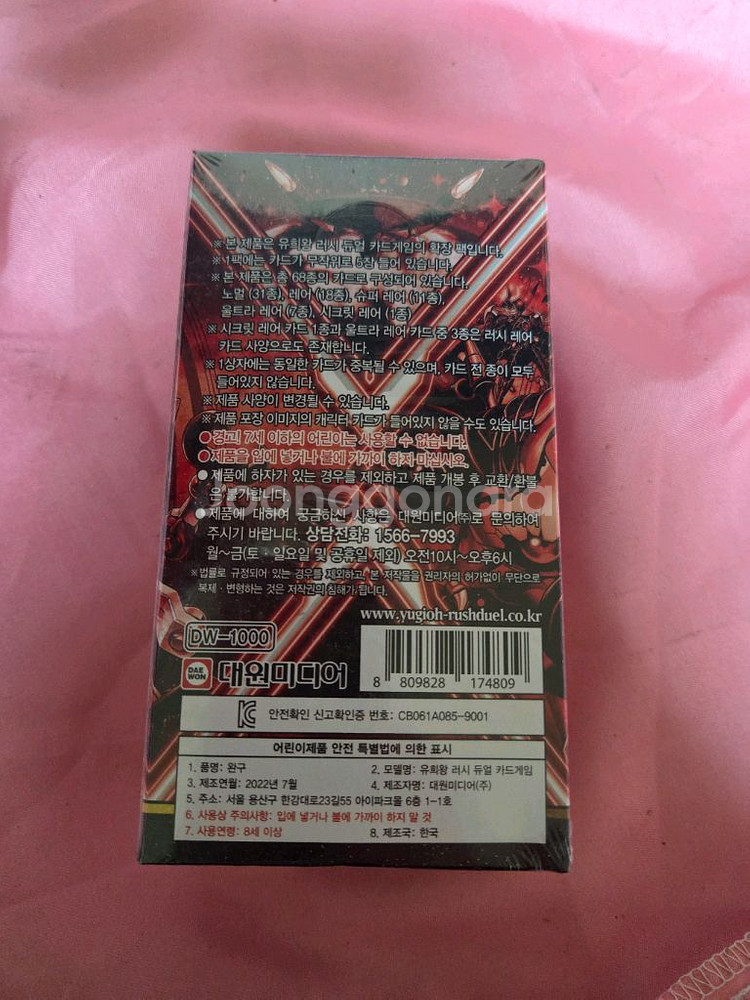 ※ 본 제품은 유희왕 러시 듀얼 카드게임의 확장 팩입니다.
※ 1팩에는 카드가 무작위로 5장 들어 있습니다.
※ 본 제품은 총 68종의 카드로 구성되어 있습니다.
노멀 (31종), 레어 (18종), 슈퍼 레어 (11종),
울트라 레어 (7종), 시크릿 레어 (1종)
※ 시크릿 레어 카드 1종과 울트라 레어 카드 중 3종은 러시 레어
카드 사양으로도 존재합니다.
※ 1상자에는 동일한 카드가 중복될 수 있으며, 카드 전 종이 모두
들어있지 않습니다.
※ 제품 사양이 변경될 수 있습니다.
※ 제품 포장 이미지의 캐릭터 카드가 들어있지 않을 수도 있습니다.
● 경고! 7세 이하의 어린이는 사용할 수 없습니다.
● 제품을 입에 넣거나 불에 가까이 하지 마십시오.
● 제품에 하자가 있는 경우를 제외하고 제품 개봉 후 교환/환불
은 불가합니다.
Joonggonara
● 제품에 대하여 궁금하신 사항은 대원미디어㈜로 문의하여
주시기 바랍니다. 상담전화: 1566-7993
월~금(토·일요일 및 공휴일 제외) 오전10시~오후6시
※ 법률로 규정되어 있는 경우를 제외하고, 본 저작물을 권리자의 허가없이 무단으로
복제·변형하는 것은 저작권의 침해가 됩니다.
www.yugioh-rushduel.co.kr
DW-1000
DAE WON 대원미디어
8 809828 174809
KC 안전확인 신고확인증 번호: CB061A085-9001
어린이제품 안전 특별법에 의한 표시
1. 품명: 완구 2. 모델명: 유희왕 러시 듀얼 카드게임
3. 제조연월: 2022년 7월 4. 제조자명: 대원미디어(주)
5. 주소: 서울 용산구 한강대로23길55 아이파크몰 6층 1-1호
6. 사용상 주의사항: 입에 넣거나 불에 가까이 하지 말 것
7. 사용연령: 8세 이상 8. 제조국: 한국